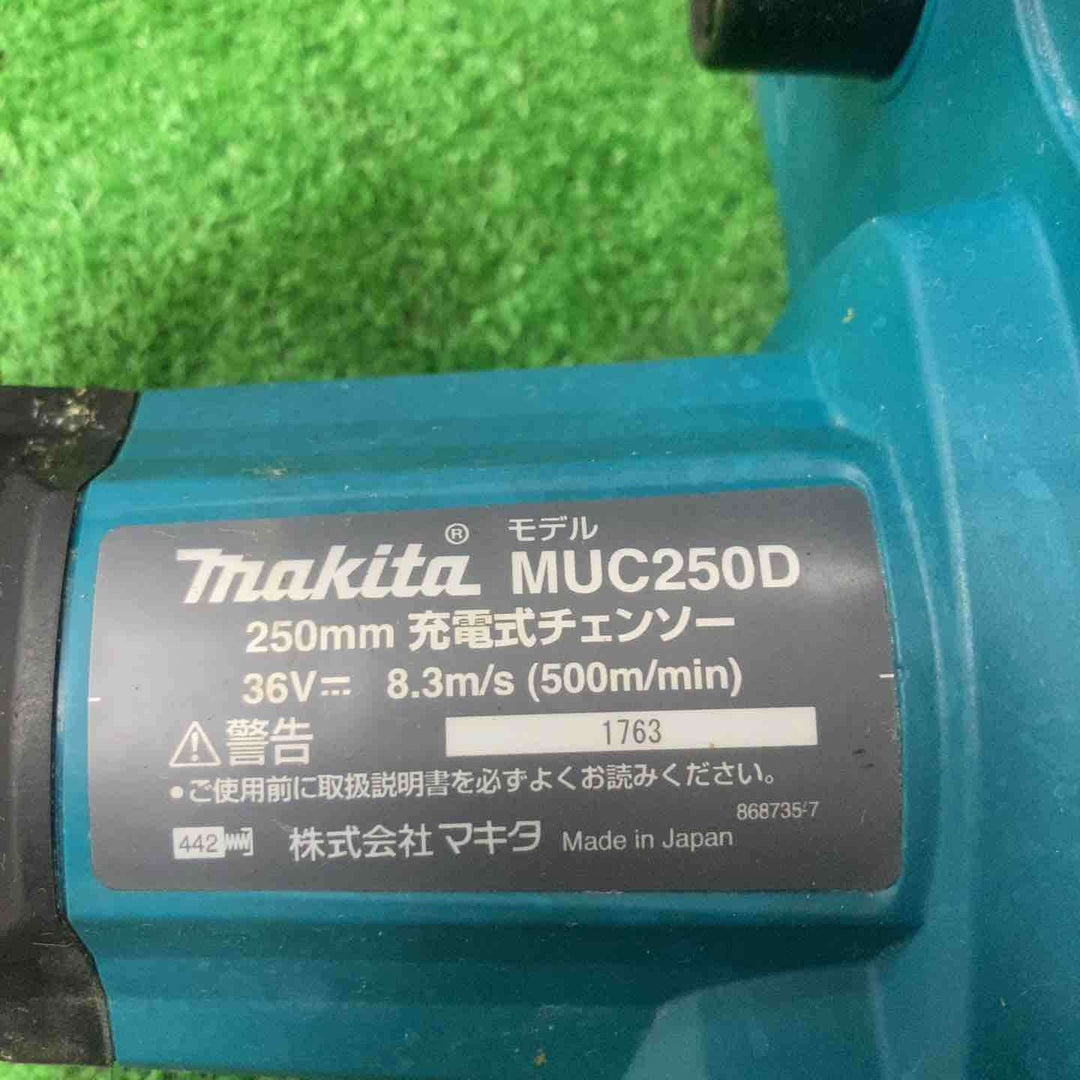 makita® モデル MUC250D
250mm 充電式チェンソー
36V⎓ 8.3m/s (500m/min)
⚠警告 1763
●ご使用前に取扱説明書を必ずよくお読みください。
868735-7
442 株式会社 マキタ Made in Japan